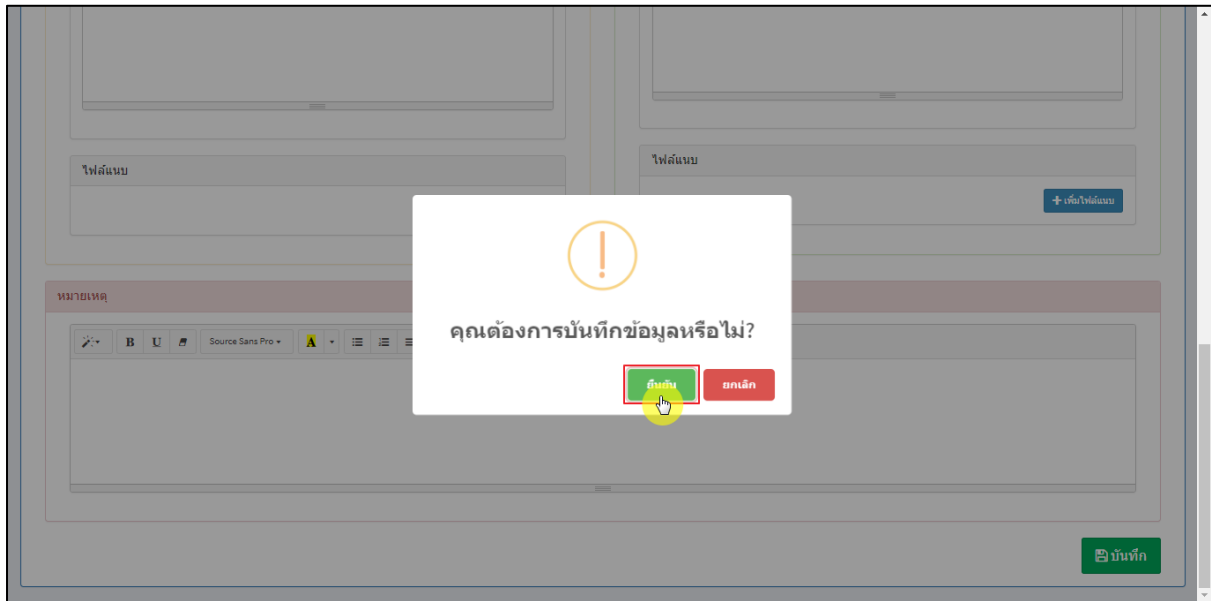 ไฟล์แนบ
ไฟล์แนบ
เพิ่มไฟล์แนบ
หมายเหตุ
B U Source Sans Pro A
คุณต้องการบันทึกข้อมูลหรือไม่?
ยืนยัน ยกเลิก
บันทึก